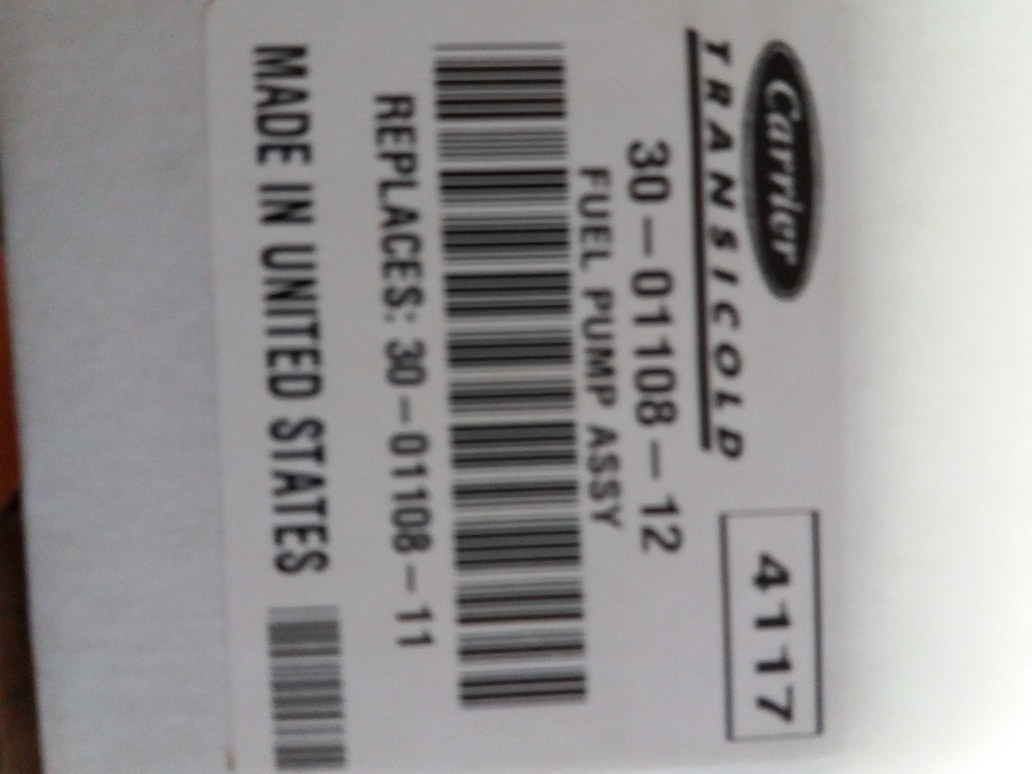 Carrier
TRANSICOLD
4117
30-01108-12
FUEL PUMP ASSY
REPLACES: 30-01108-11
MADE IN UNITED STATES